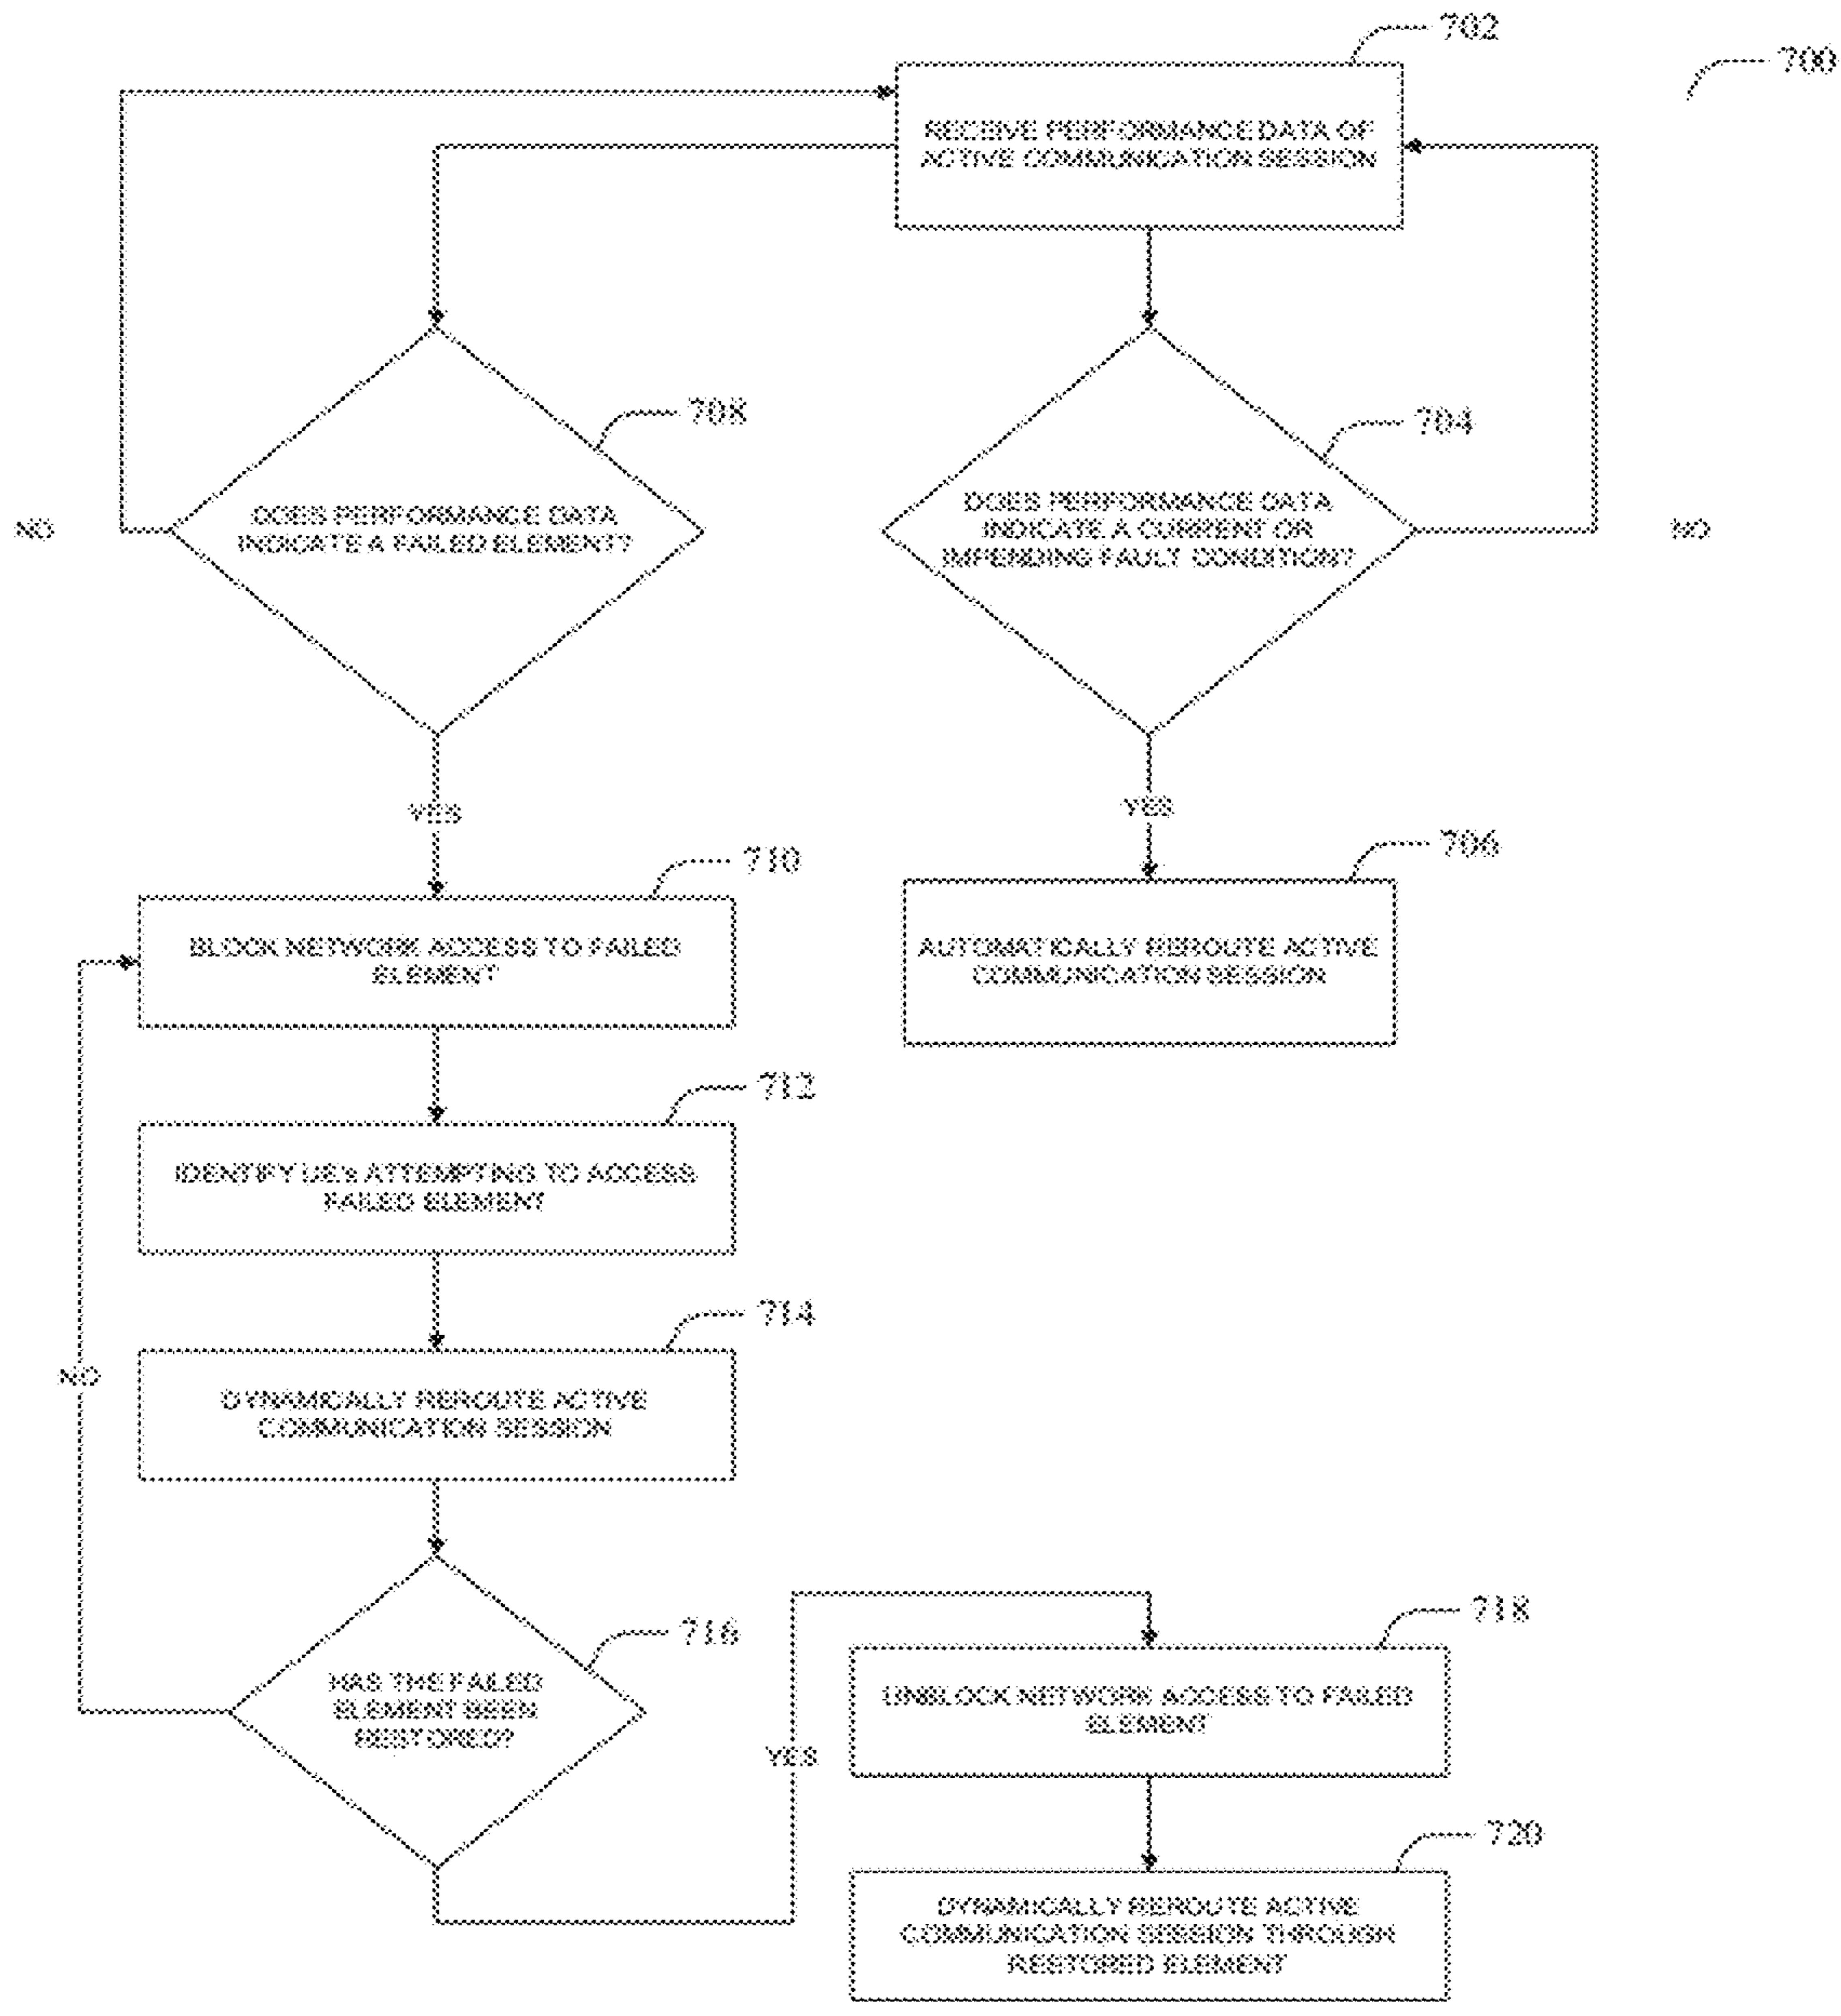 702
700
RECEIVE PERFORMANCE DATA OF
ACTIVE COMMUNICATION SESSION
708
704
DOES PERFORMANCE DATA
INDICATE A FAILED ELEMENT?
NO
DOES PERFORMANCE DATA
INDICATE A CURRENT OR
IMPENDING FAULT CONDITION?
NO
YES
YES
710
706
BLOCK NETWORK ACCESS TO FAILED
ELEMENT
AUTOMATICALLY REROUTE ACTIVE
COMMUNICATION SESSION
712
IDENTIFY UEs ATTEMPTING TO ACCESS
FAILED ELEMENT
714
NO
DYNAMICALLY REROUTE ACTIVE
COMMUNICATION SESSION
716
HAS THE FAILED
ELEMENT BEEN
RESTORED?
YES
718
UNBLOCK NETWORK ACCESS TO FAILED
ELEMENT
720
DYNAMICALLY REROUTE ACTIVE
COMMUNICATION SESSION THROUGH
RESTORED ELEMENT